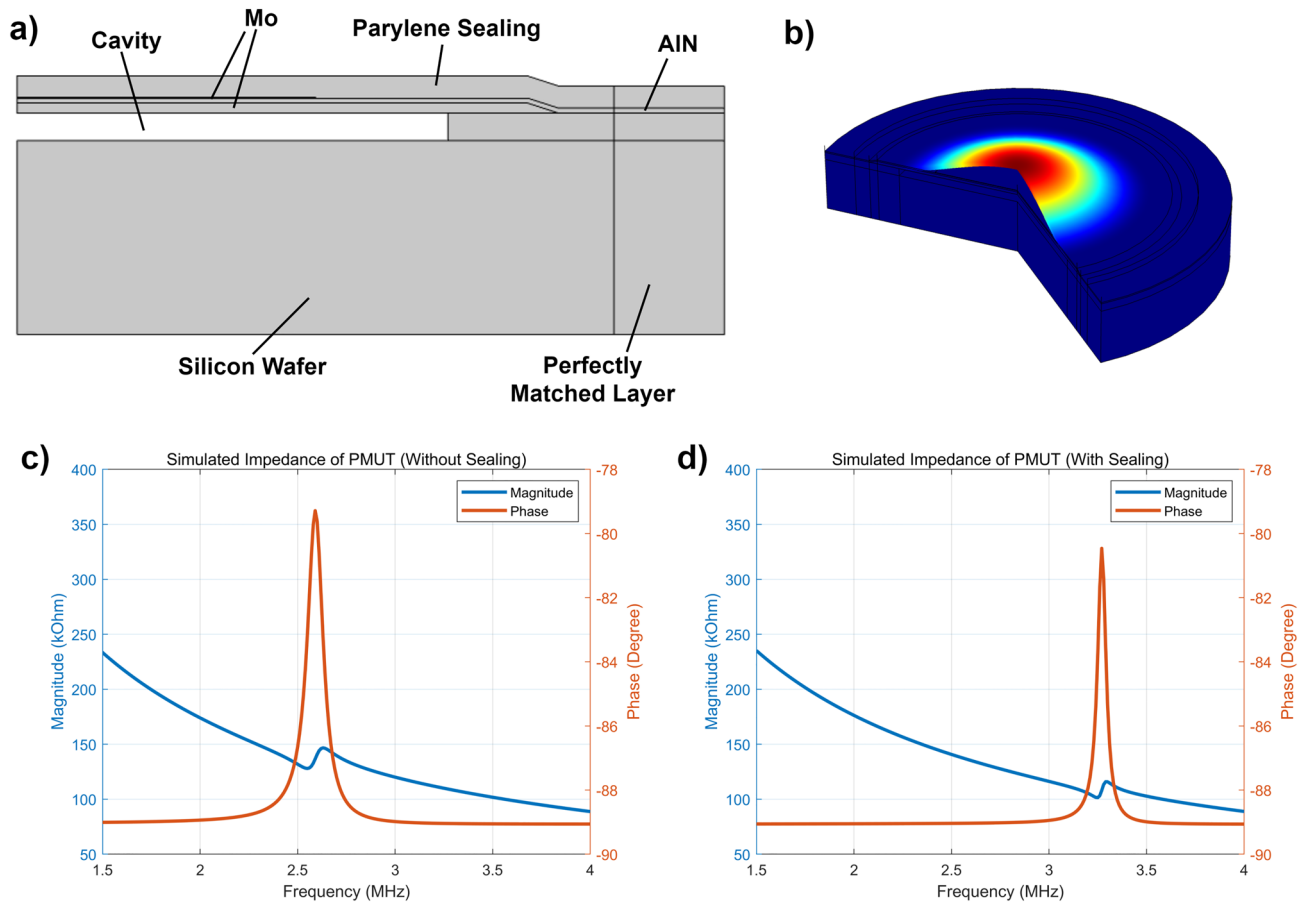 a)
Mo
Cavity
Parylene Sealing
AlN
Silicon Wafer
Perfectly
Matched Layer
b)
c)
Simulated Impedance of PMUT (Without Sealing)
400
350
300
250
200
150
100
50
Magnitude (kOhm)
Magnitude
Phase
-78
-80
-82
-84
-86
-88
-90
Phase (Degree)
1.5
2
2.5
3
3.5
4
Frequency (MHz)
d)
Simulated Impedance of PMUT (With Sealing)
400
350
300
250
200
150
100
50
Magnitude (kOhm)
Magnitude
Phase
-78
-80
-82
-84
-86
-88
-90
Phase (Degree)
1.5
2
2.5
3
3.5
4
Frequency (MHz)